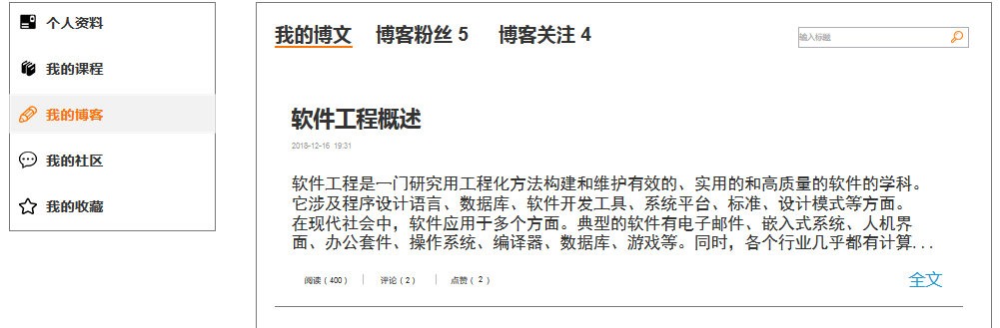 个人资料
我的课程
我的博客
我的社区
我的收藏
我的博文 博客粉丝 5 博客关注 4
输入标题
软件工程概述
2018-12-16 19:31
软件工程是一门研究用工程化方法构建和维护有效的、实用的和高质量的软件的学科。
它涉及程序设计语言、数据库、软件开发工具、系统平台、标准、设计模式等方面。
在现代社会中，软件应用于多个方面。典型的软件有电子邮件、嵌入式系统、人机界
面、办公套件、操作系统、编译器、数据库、游戏等。同时，各个行业几乎都有计算...
阅读（400） 评论（2） 点赞（ 2 ） 全文